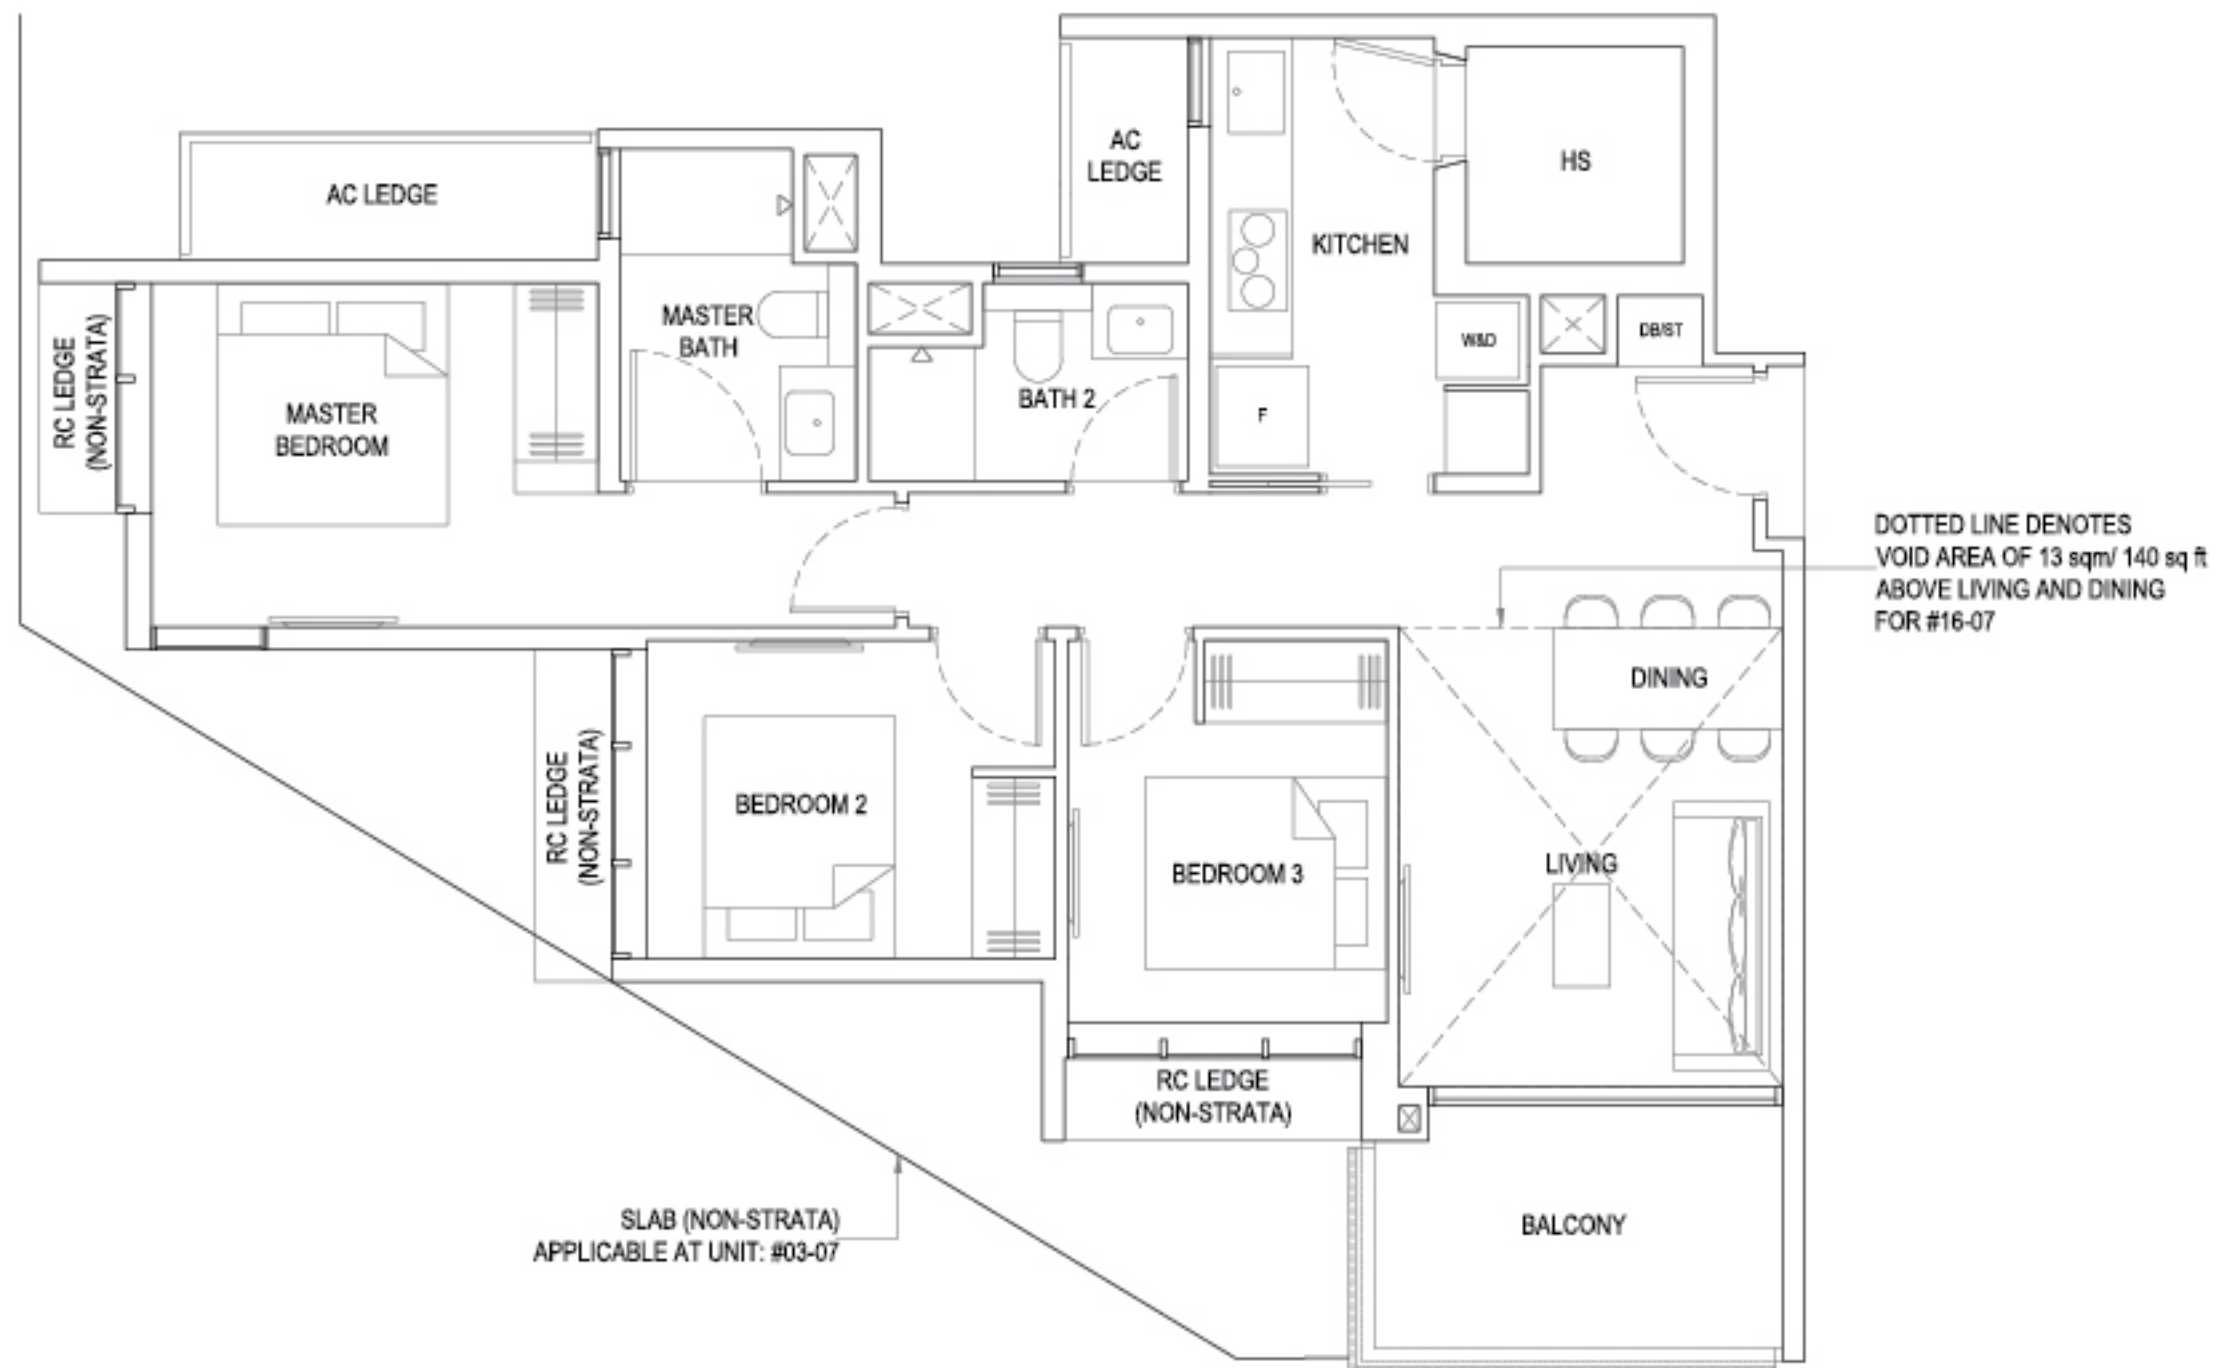 AC
LEDGE
HS
AC LEDGE
KITCHEN
MASTER
BATH
W&D
DB/ST
RC LEDGE
(NON-STRATA)
MASTER
BEDROOM
BATH 2
F
DOTTED LINE DENOTES
VOID AREA OF 13 sqm/ 140 sq ft
ABOVE LIVING AND DINING
FOR #16-07
DINING
RC LEDGE
(NON-STRATA)
BEDROOM 2
BEDROOM 3
LIVING
RC LEDGE
(NON-STRATA)
SLAB (NON-STRATA)
APPLICABLE AT UNIT: #03-07
BALCONY